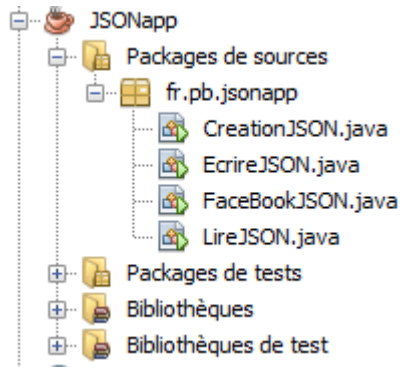 JSONapp
Packages de sources
fr.pb.jsonapp
CreationJSON.java
EcrireJSON.java
FaceBookJSON.java
LireJSON.java
Packages de tests
Bibliothèques
Bibliothèques de test